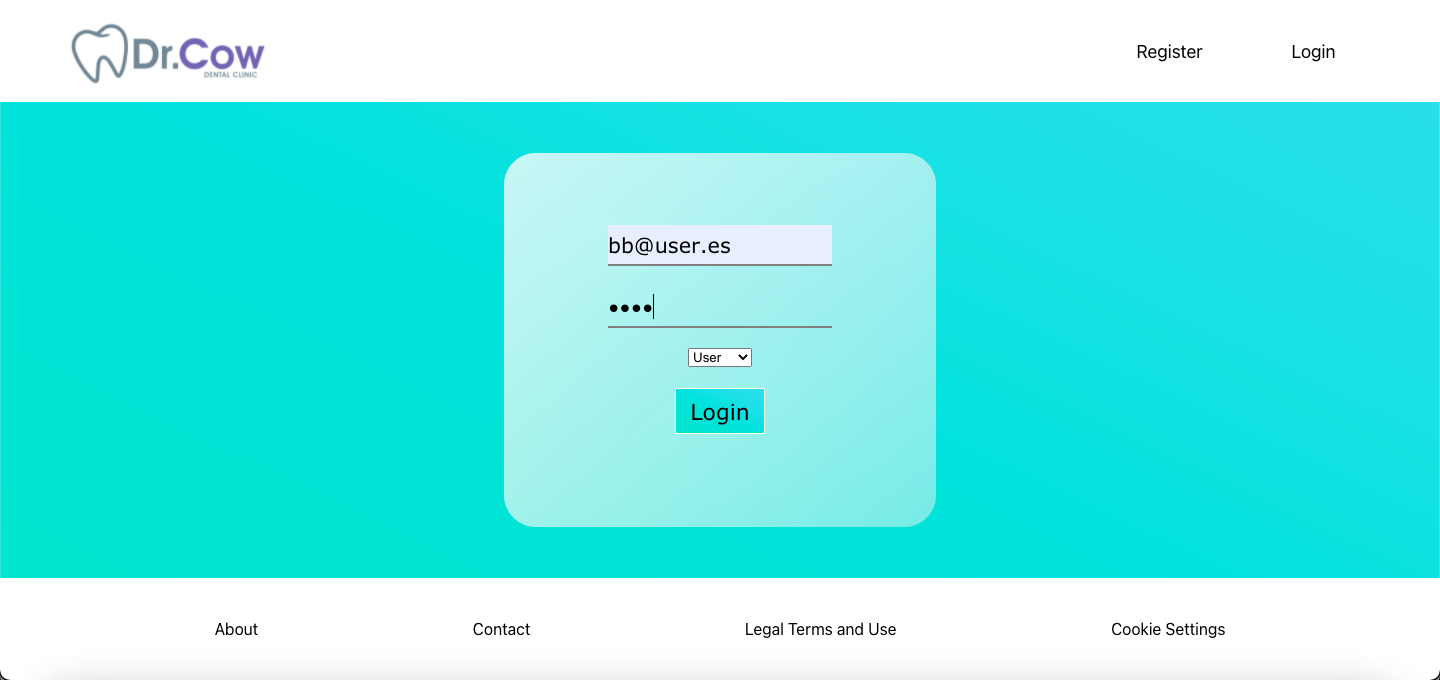 Dr.Cow
DENTAL CLINIC
Register
Login
bb@user.es
••••
User
Login
About
Contact
Legal Terms and Use
Cookie Settings